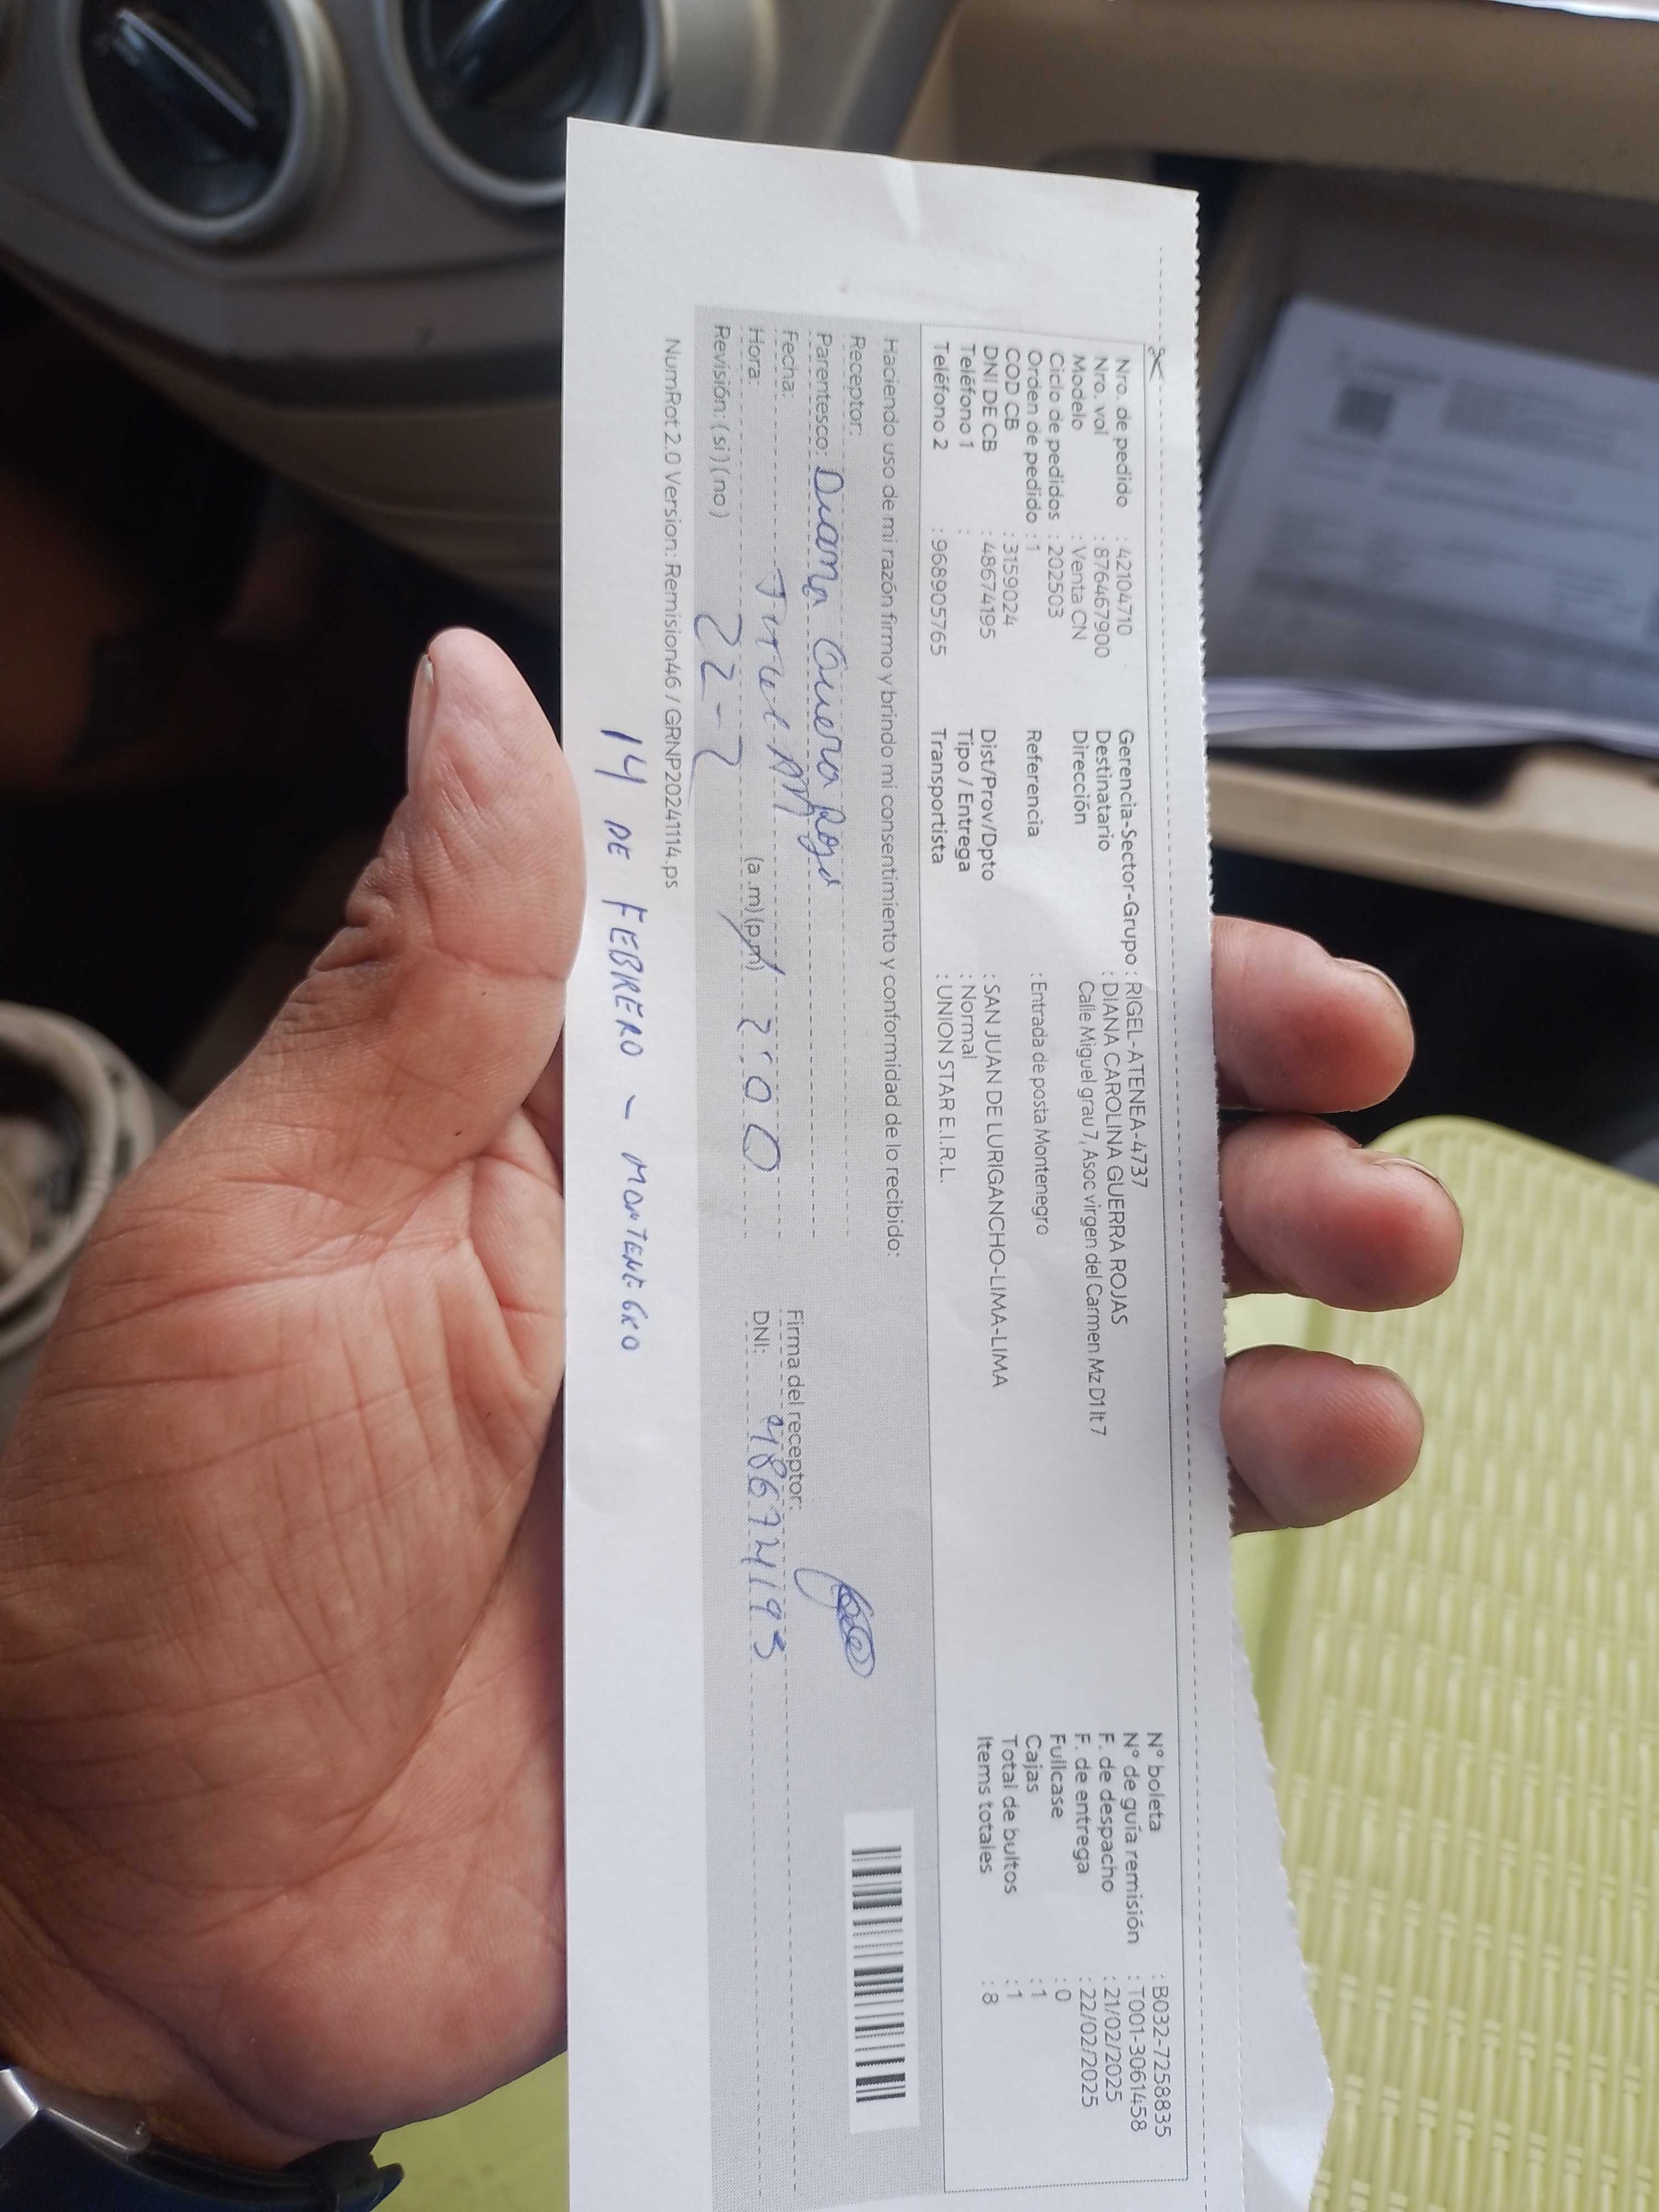 Nro. de pedido : 42104710
Nro. vol : 876467900
Modelo : Venta CN
Ciclo de pedidos : 202503
Orden de pedido : 1
COD CB : 3159024
DNI DE CB : 48674195
Teléfono 1 :
Teléfono 2 : 968905765
Gerencia-Sector-Grupo : RIGEL-ATENEA-4737
Destinatario : DIANA CAROLINA GUERRA ROJAS
Dirección Calle Miguel grau 7, Asoc virgen del Carmen Mz D1 lt 7
Referencia : Entrada de posta Montenegro
Dist/Prov/Dpto : SAN JUAN DE LURIGANCHO-LIMA-LIMA
Tipo / Entrega : Normal
Transportista : UNION STAR E.I.R.L.
N° boleta : B032-7258835
N° de guía remisión : T001-3061458
F. de despacho : 21/02/2025
F. de entrega : 22/02/2025
Fullcase : 0
Cajas : 1
Total de bultos : 1
Items totales : 8
Haciendo uso de mi razón firmo y brindo mi consentimiento y conformidad de lo recibido:
Receptor:
Parentesco: Diana
Fecha:
Hora: (a.m) (p.m) 2:00
Revisión: (si) (no) 22-2
Firma del receptor:
DNI: 48674195
NumRot 2.0 Version: Remision46 / GRNP20241114.ps
14 DE FEBRERO - MONTENEGRO